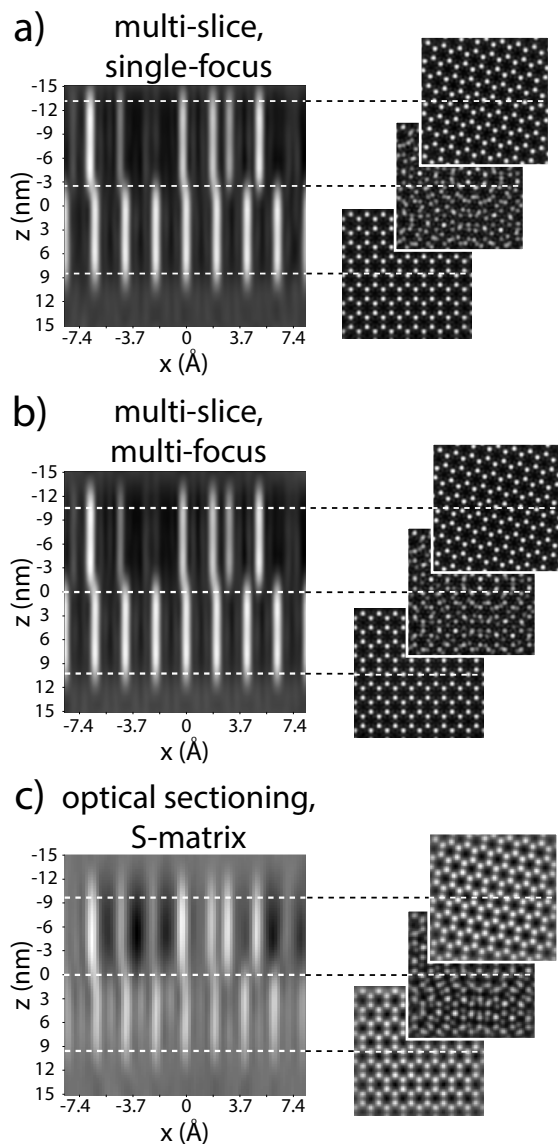 a) multi-slice,
single-focus
-15
-12
-9
-6
-3
0
3
6
9
12
15
z (nm)
-7.4 -3.7 0 3.7 7.4
x (Å)
b) multi-slice,
multi-focus
-15
-12
-9
-6
-3
0
3
6
9
12
15
z (nm)
-7.4 -3.7 0 3.7 7.4
x (Å)
c) optical sectioning,
S-matrix
-15
-12
-9
-6
-3
0
3
6
9
12
15
z (nm)
-7.4 -3.7 0 3.7 7.4
x (Å)